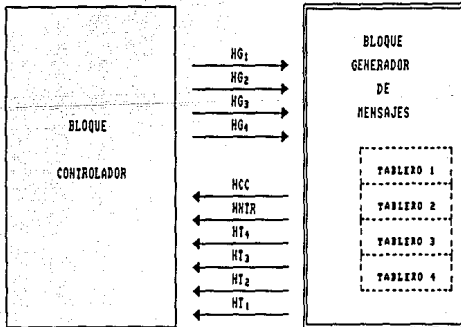 BLOQUE
CONTROLADOR
HG1
HG2
HG3
HG4
HCC
HNTR
HT4
HT3
HT2
HT1
BLOQUE
GENERADOR
DE
MENSAJES
TABLERO 1
TABLERO 2
TABLERO 3
TABLERO 4